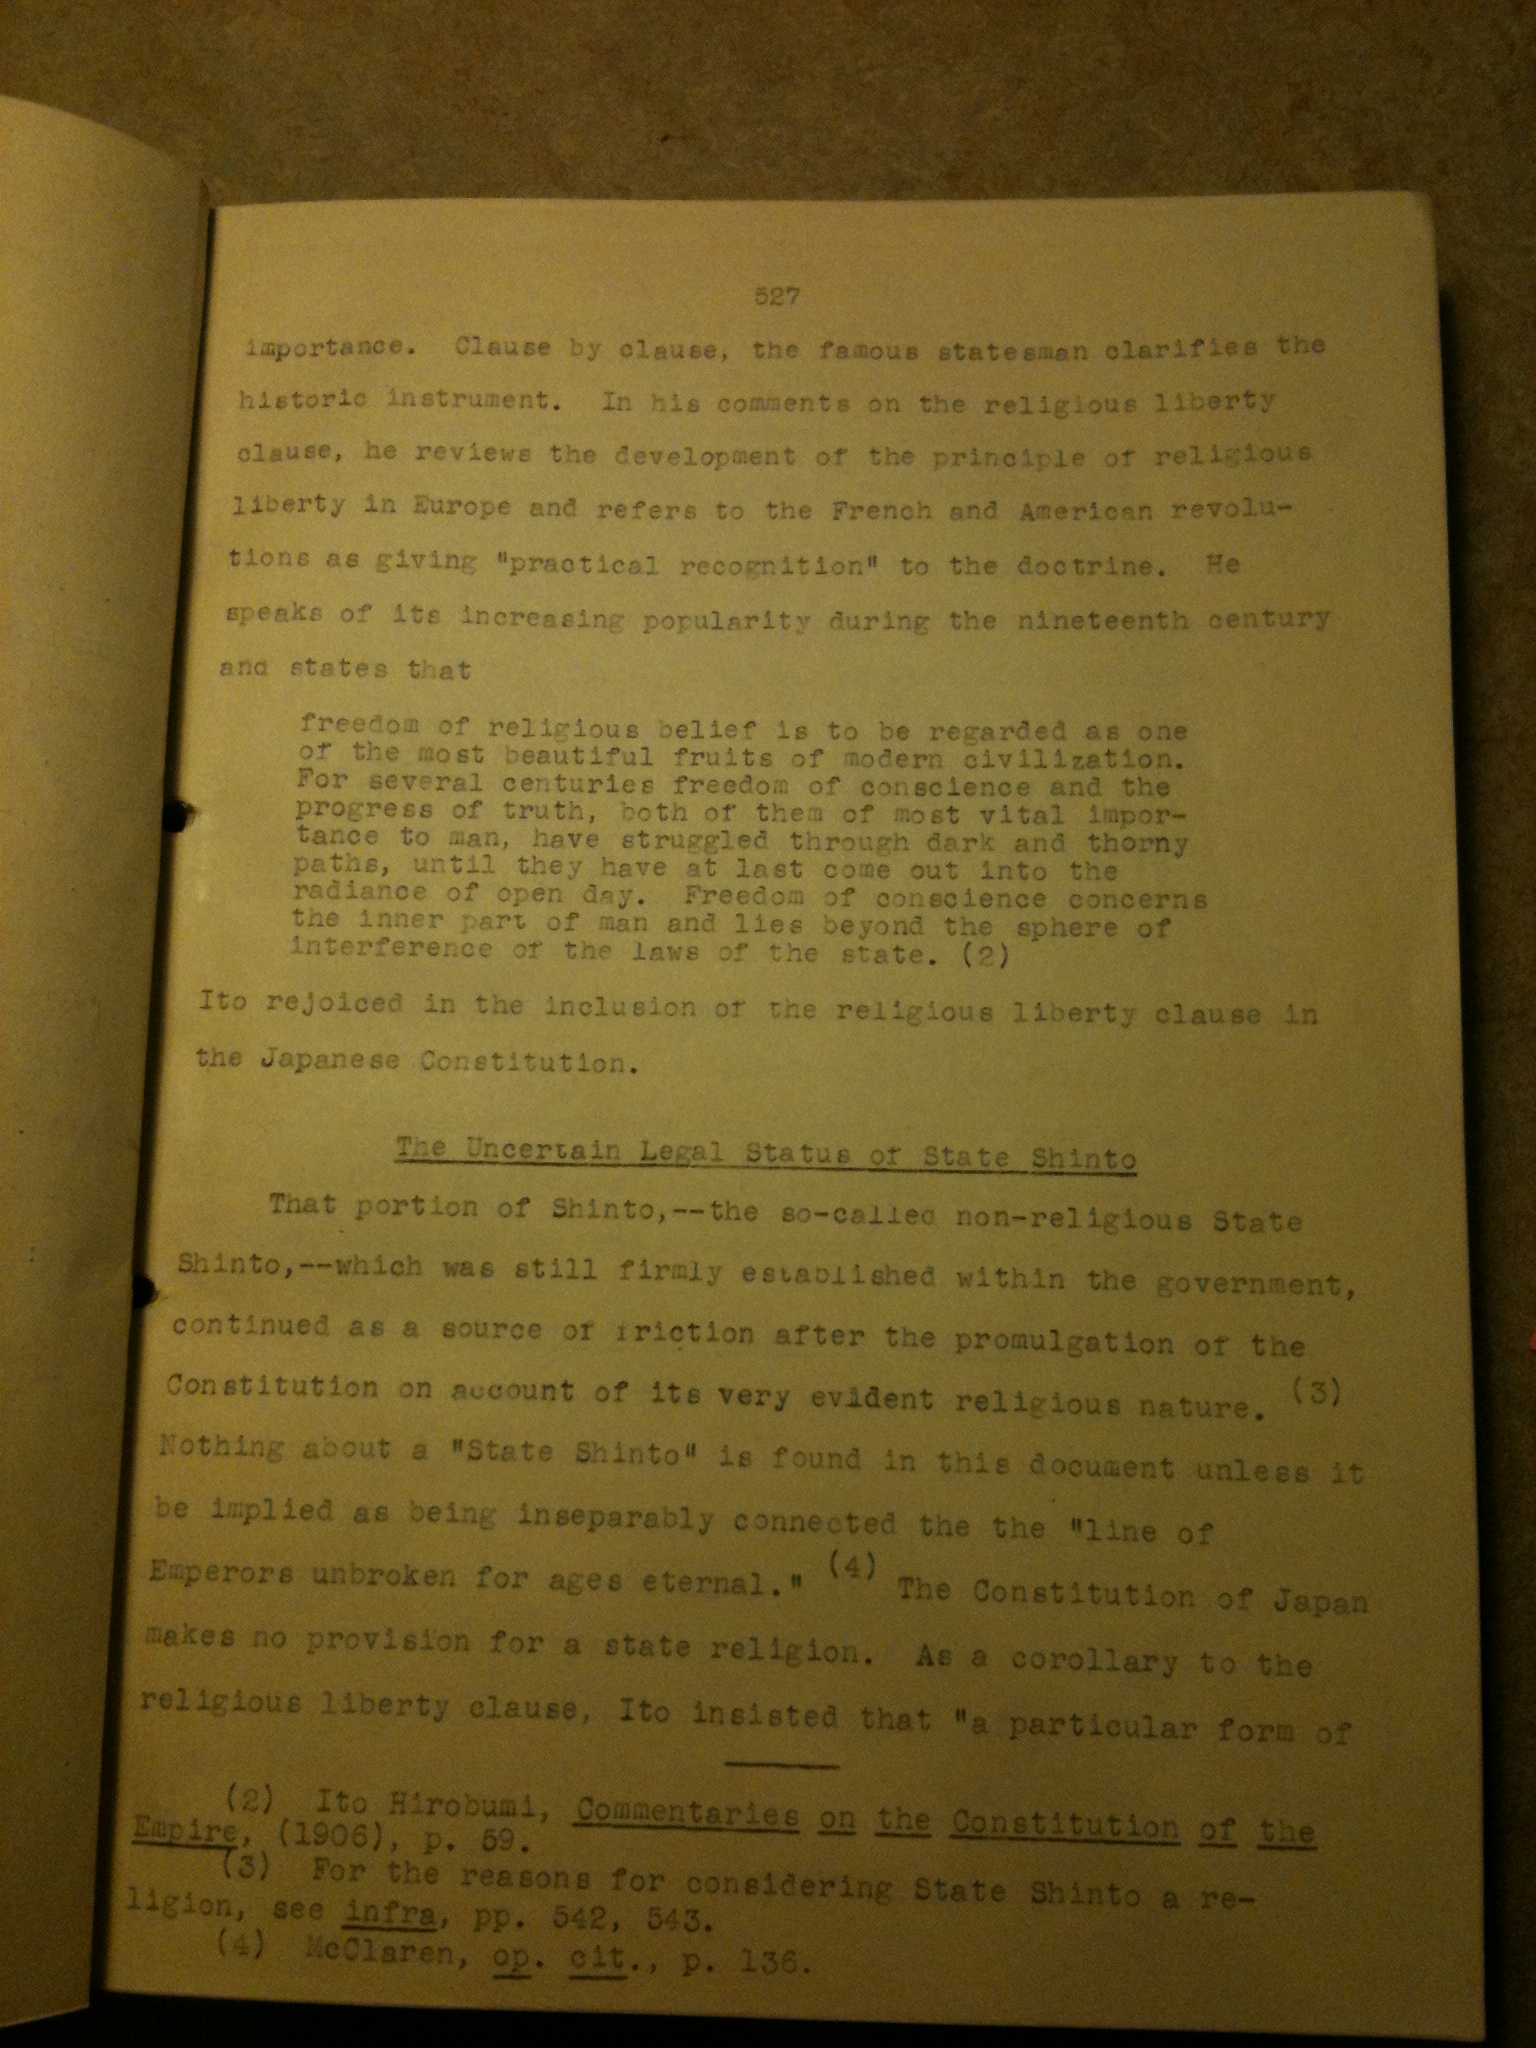 527
importance. Clause by clause, the famous statesman clarifies the
historic instrument. In his comments on the religious liberty
clause, he reviews the development of the principle of religious
liberty in Europe and refers to the French and American revolu-
tions as giving "practical recognition" to the doctrine. He
speaks of its increasing popularity during the nineteenth century
and states that
freedom of religious belief is to be regarded as one
of the most beautiful fruits of modern civilization.
For several centuries freedom of conscience and the
progress of truth, both of them of most vital impor-
tance to man, have struggled through dark and thorny
paths, until they have at last come out into the
radiance of open day. Freedom of conscience concerns
the inner part of man and lies beyond the sphere of
interference of the laws of the state. (2)
Ito rejoiced in the inclusion of the religious liberty clause in
the Japanese Constitution.
The Uncertain Legal Status of State Shinto
That portion of Shinto,--the so-called non-religious State
Shinto,--which was still firmly established within the government,
continued as a source of friction after the promulgation of the
Constitution on account of its very evident religious nature. (3)
Nothing about a "State Shinto" is found in this document unless it
be implied as being inseparably connected the the "line of
Emperors unbroken for ages eternal." (4) The Constitution of Japan
makes no provision for a state religion. As a corollary to the
religious liberty clause, Ito insisted that "a particular form of
(2) Ito Hirobumi, Commentaries on the Constitution of the
Empire, (1906), p. 59.
(3) For the reasons for considering State Shinto a re-
ligion, see infra, pp. 542, 543.
(4) McClaren, op. cit., p. 136.